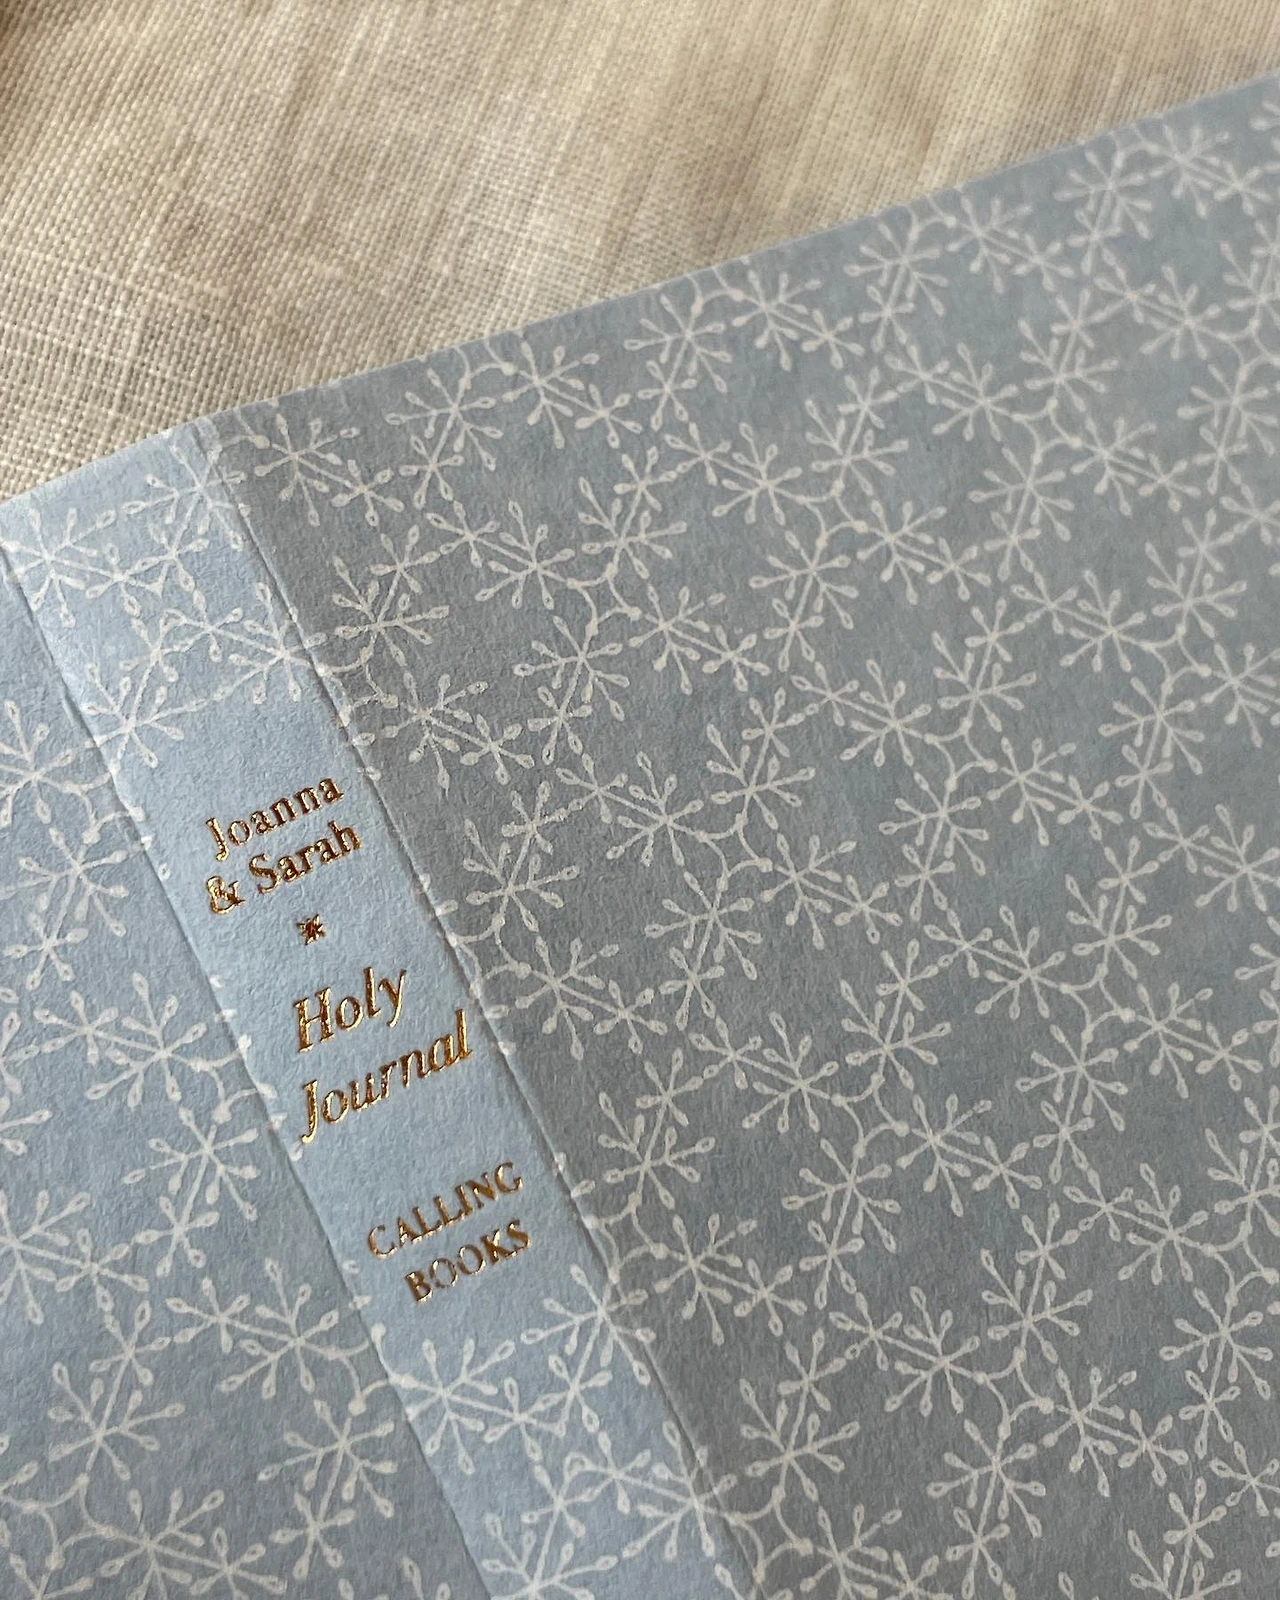 Joanna
& Sarah
Holy
Journal
CALLING
BOOKS